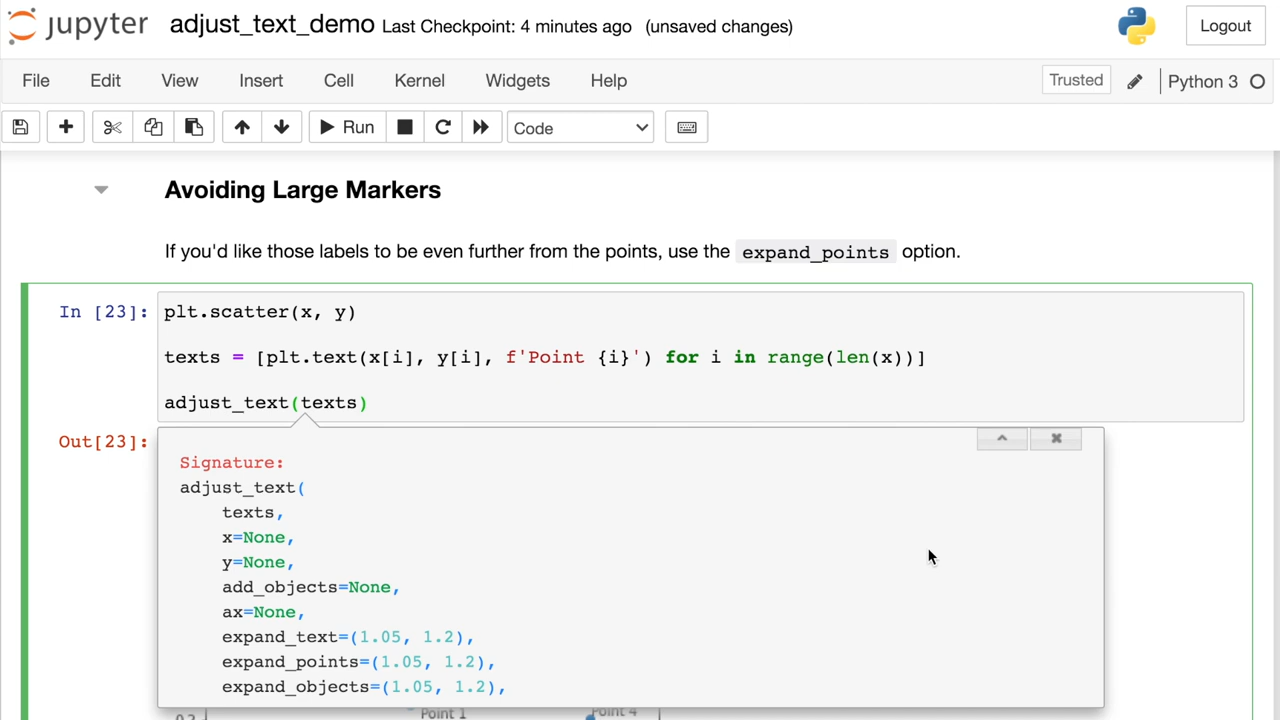 jupyter adjust_text_demo Last Checkpoint: 4 minutes ago (unsaved changes) Logout
File Edit View Insert Cell Kernel Widgets Help Trusted Python 3
Run Code
Avoiding Large Markers
If you'd like those labels to be even further from the points, use the expand_points option.
In [23]: plt.scatter(x, y)
texts = [plt.text(x[i], y[i], f'Point {i}') for i in range(len(x))]
adjust_text(texts)
Out[23]:
Signature:
adjust_text(
texts,
x=None,
y=None,
add_objects=None,
ax=None,
expand_text=(1.05, 1.2),
expand_points=(1.05, 1.2),
expand_objects=(1.05, 1.2),
0.2 Point 1 Point 4